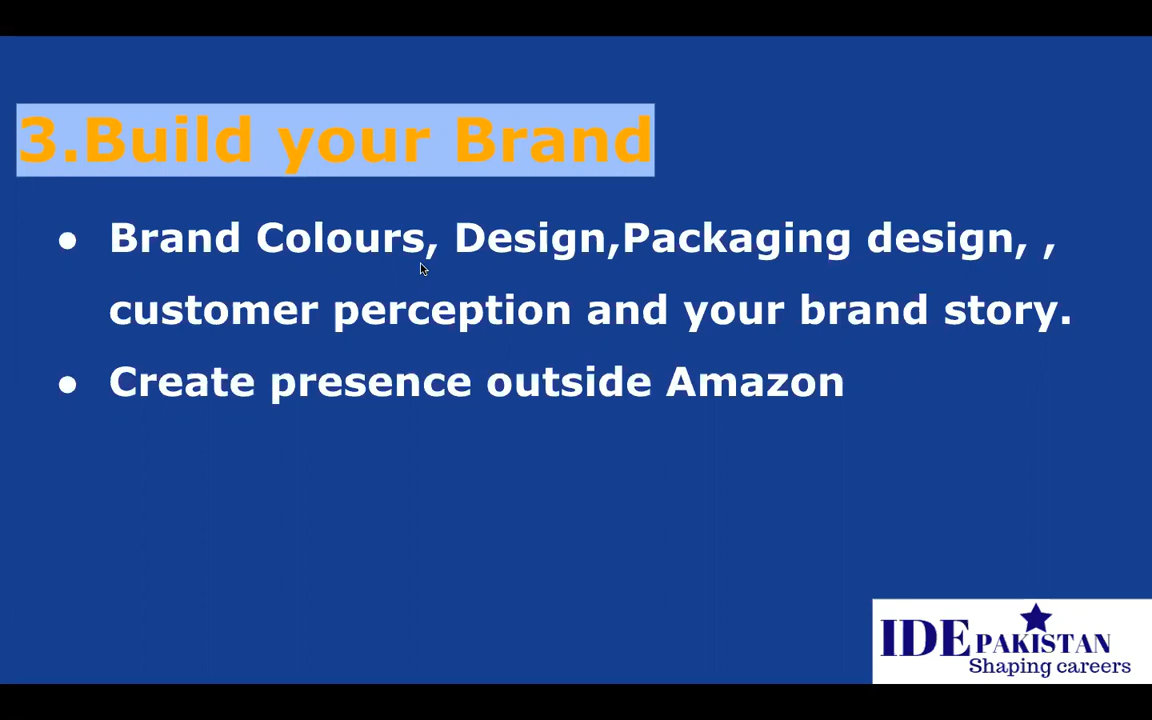 3.Build your Brand
● Brand Colours, Design,Packaging design, ,
customer perception and your brand story.
● Create presence outside Amazon
IDE PAKISTAN
Shaping careers